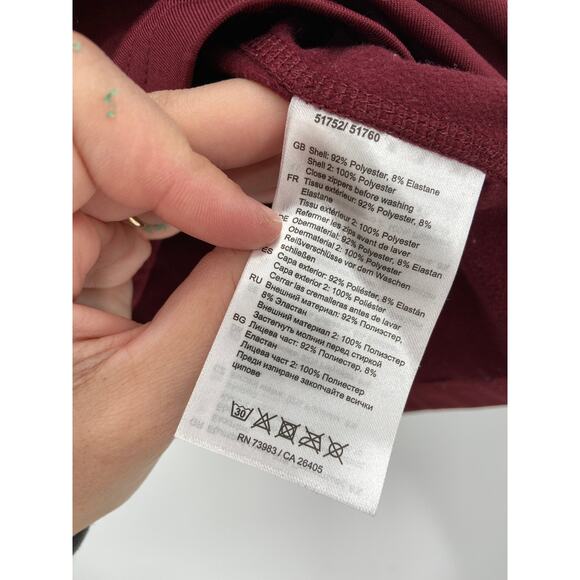 51752/ 51760
GB Shell: 92% Polyester, 8% Elastane
Shell 2: 100% Polyester
Close zippers before washing
FR Tissu extérieur: 92% Polyester, 8%
Elastane
Tissu extérieur 2: 100% Polyester
Refermer les zips avant de laver
DE Obermaterial: 92% Polyester, 8% Elastan
Obermaterial 2: 100% Polyester
Reißverschlüsse vor dem Waschen
schließen
ES Capa exterior: 92% Poliéster, 8% Elastán
Capa exterior 2: 100% Poliéster
Cerrar las cremalleras antes de lavar
RU Внешний материал: 92% Полиэстер,
8% Эластан
Внешний материал 2: 100% Полиэстер
Застегнуть молнии перед стиркой
BG Лицева част: 92% Полиестер, 8%
Еластан
Лицева част 2: 100% Полиестер
Преди изпиране закопчайте всички
ципове
30
RN 73983 / CA 26405